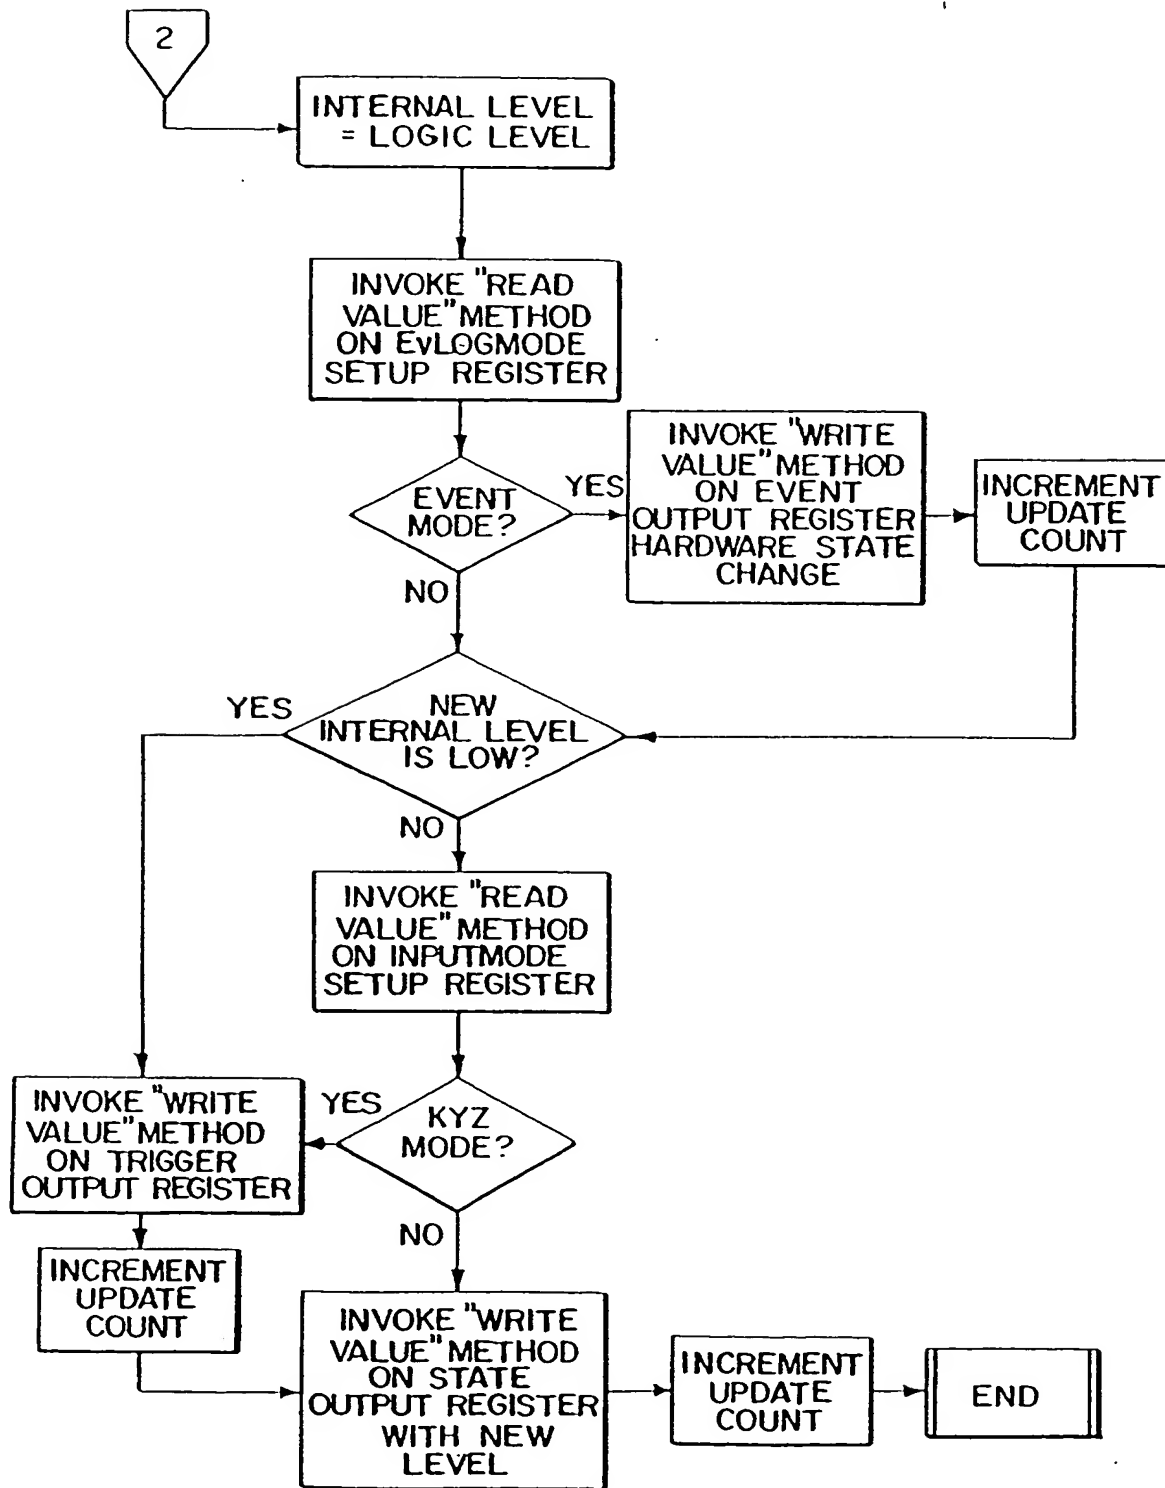 2
INTERNAL LEVEL
= LOGIC LEVEL
INVOKE "READ
VALUE" METHOD
ON EvLOGMODE
SETUP REGISTER
EVENT
MODE?
YES
INVOKE "WRITE
VALUE" METHOD
ON EVENT
OUTPUT REGISTER
HARDWARE STATE
CHANGE
INCREMENT
UPDATE
COUNT
NO
NEW
INTERNAL LEVEL
IS LOW?
YES
NO
INVOKE "READ
VALUE" METHOD
ON INPUTMODE
SETUP REGISTER
KYZ
MODE?
YES
INVOKE "WRITE
VALUE" METHOD
ON TRIGGER
OUTPUT REGISTER
NO
INCREMENT
UPDATE
COUNT
INVOKE "WRITE
VALUE" METHOD
ON STATE
OUTPUT REGISTER
WITH NEW
LEVEL
INCREMENT
UPDATE
COUNT
END